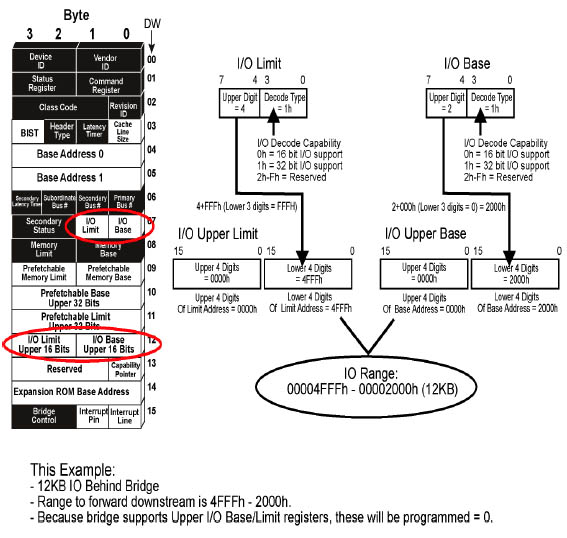 Byte
3 2 1 0 DW
Device ID
Vendor ID
00
Status Register
Command Register
01
Class Code
Revision ID
02
BIST
Header Type
Latency Timer
Cache Line Size
03
Base Address 0
04
Base Address 1
05
Secondary Latency Timer
Subordinate Bus #
Secondary Bus #
Primary Bus #
06
Secondary Status
I/O Limit
I/O Base
07
Memory Limit
Memory Base
08
Prefetchable Memory Limit
Prefetchable Memory Base
09
Prefetchable Base
Upper 32 Bits
10
Prefetchable Limit
Upper 32 Bits
11
I/O Limit
Upper 16 Bits
I/O Base
Upper 16 Bits
12
Reserved
Capability Pointer
13
Expansion ROM Base Address
14
Bridge Control
Interrupt Pin
Interrupt Line
15
I/O Limit
7 4 3 0
Upper Digit = 4
Decode Type = 1h
I/O Decode Capability
0h = 16 bit I/O support
1h = 32 bit I/O support
2h-Fh = Reserved
4+FFFh (Lower 3 digits = FFFH)
I/O Upper Limit
15 0 15 0
Upper 4 Digits = 0000h
Lower 4 Digits = 4FFFh
Upper 4 Digits
Of Limit Address = 0000h
Lower 4 Digits
Of Limit Address = 4FFFh
I/O Base
7 4 3 0
Upper Digit = 2
Decode Type = 1h
I/O Decode Capability
0h = 16 bit I/O support
1h = 32 bit I/O support
2h-Fh = Reserved
2+000h (Lower 3 digits = 0) = 2000h
I/O Upper Base
15 0 15 0
Upper 4 Digits = 0000h
Lower 4 Digits = 2000h
Upper 4 Digits
Of Base Address = 0000h
Lower 4 Digits
Of Base Address = 2000h
IO Range:
00004FFFh - 00002000h (12KB)
This Example:
- 12KB IO Behind Bridge
- Range to forward downstream is 4FFFh - 2000h.
- Because bridge supports Upper I/O Base/Limit registers, these will be programmed = 0.